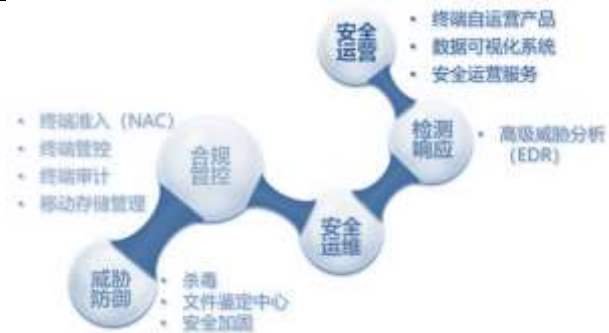 安全
运营
• 终端自运营产品
• 数据可视化系统
• 安全运营服务
• 终端准入（NAC）
• 终端管控
• 终端审计
• 移动存储管理
合规
管控
检测
响应
• 高级威胁分析
（EDR）
安全
运维
威胁
防御
• 杀毒
• 文件鉴定中心
• 安全加固